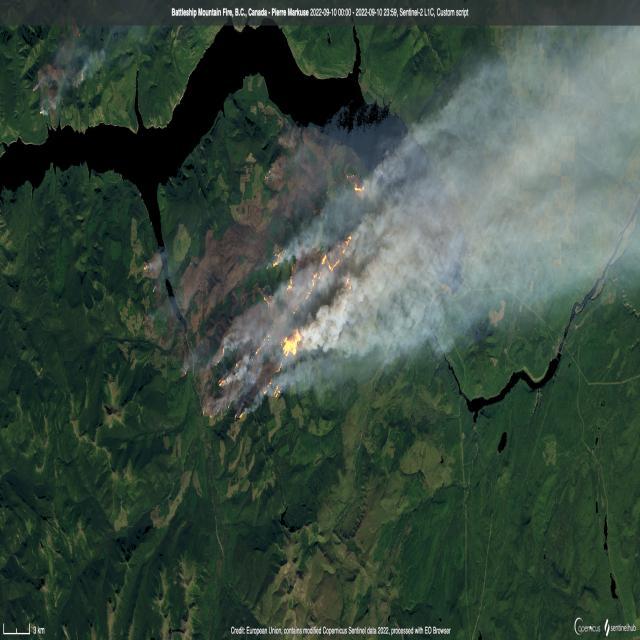 Battleship Mountain Fire, B.C., Canada - Pierre Markuse 2022-09-10 00:00 - 2022-09-10 23:59, Sentinel-2 L1C, Custom script
3 km
Credit: European Union, contains modified Copernicus Sentinel data 2022, processed with EO Browser
opernicus sentinelhub